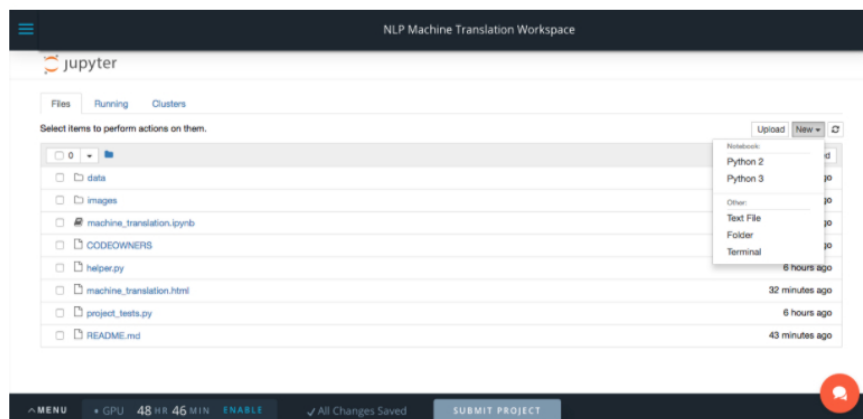 NLP Machine Translation Workspace
jupyter
Files Running Clusters
Select items to perform actions on them.
Upload New
0
Notebook:
Python 2
Python 3
Other:
Text File
Folder
Terminal
data
images
machine_translation.ipynb
CODEOWNERS
helper.py 6 hours ago
machine_translation.html 32 minutes ago
project_tests.py 6 hours ago
README.md 43 minutes ago
MENU GPU 48 HR 46 MIN ENABLE All Changes Saved SUBMIT PROJECT